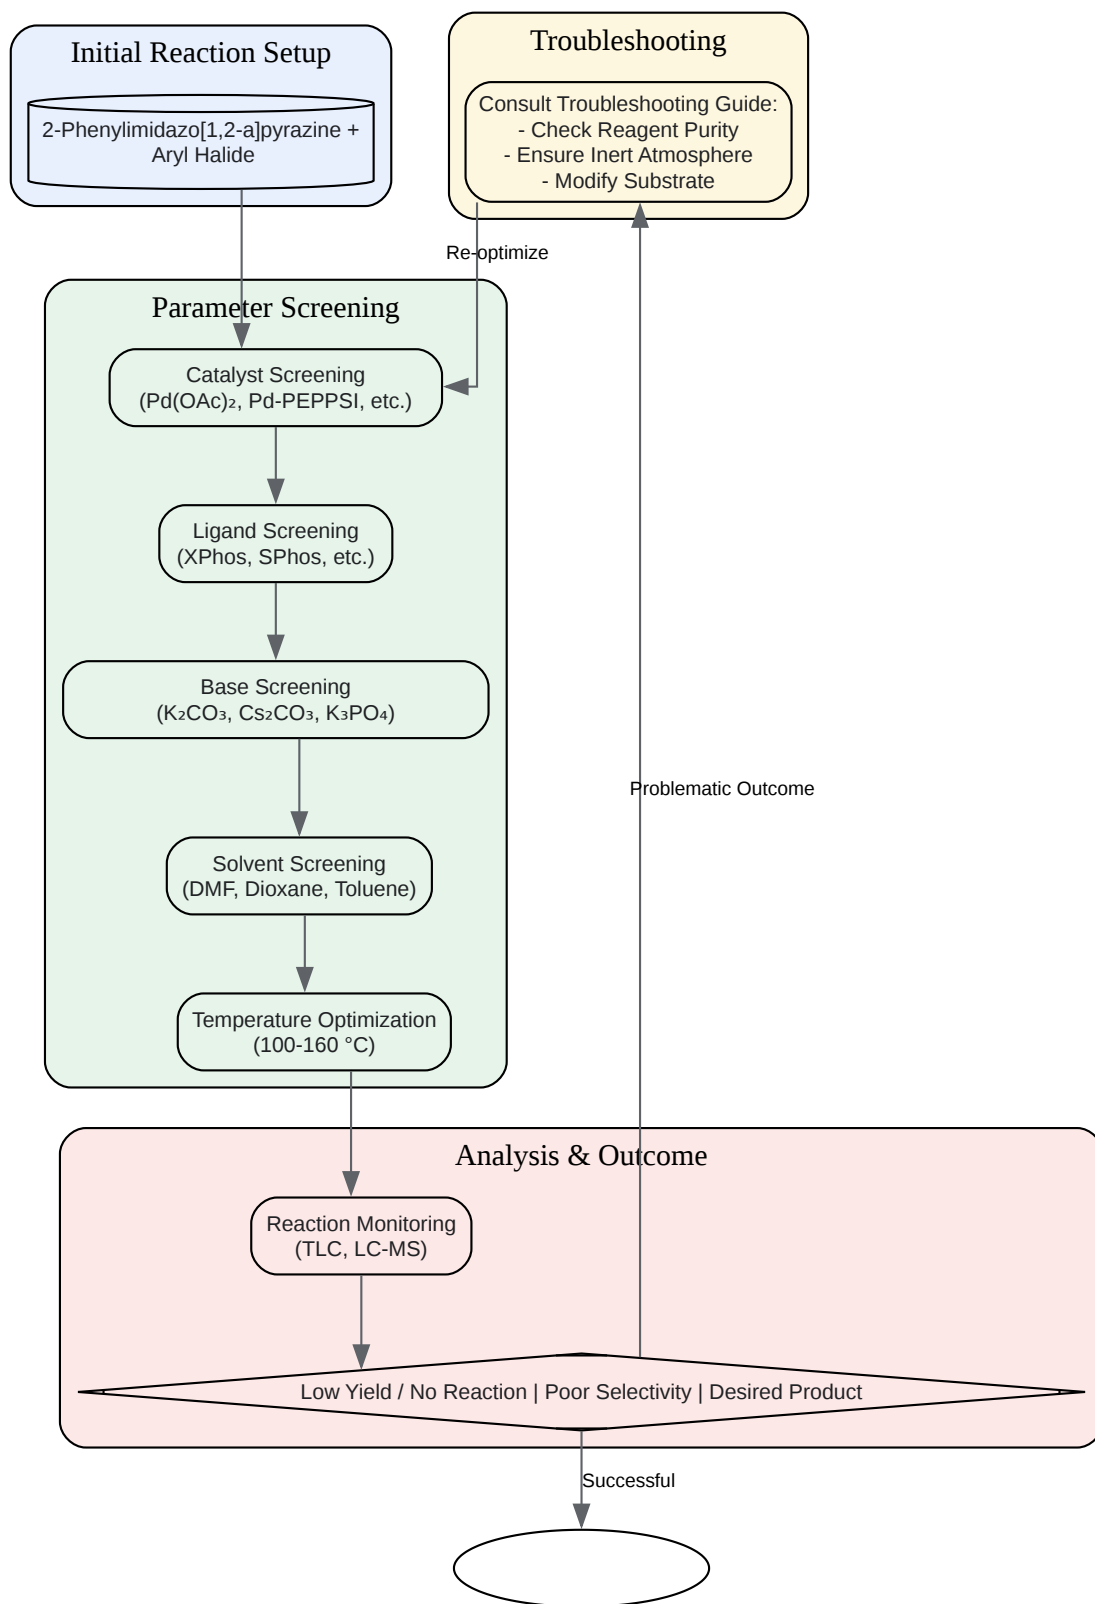 Initial Reaction Setup
2-Phenylimidazo[1,2-a]pyrazine +
Aryl Halide
Troubleshooting
Consult Troubleshooting Guide:
- Check Reagent Purity
- Ensure Inert Atmosphere
- Modify Substrate
Re-optimize
Parameter Screening
Catalyst Screening
(Pd(OAc)₂, Pd-PEPPSI, etc.)
Ligand Screening
(XPhos, SPhos, etc.)
Base Screening
(K₂CO₃, Cs₂CO₃, K₃PO₄)
Problematic Outcome
Solvent Screening
(DMF, Dioxane, Toluene)
Temperature Optimization
(100-160 °C)
Analysis & Outcome
Reaction Monitoring
(TLC, LC-MS)
Low Yield / No Reaction | Poor Selectivity | Desired Product
Successful